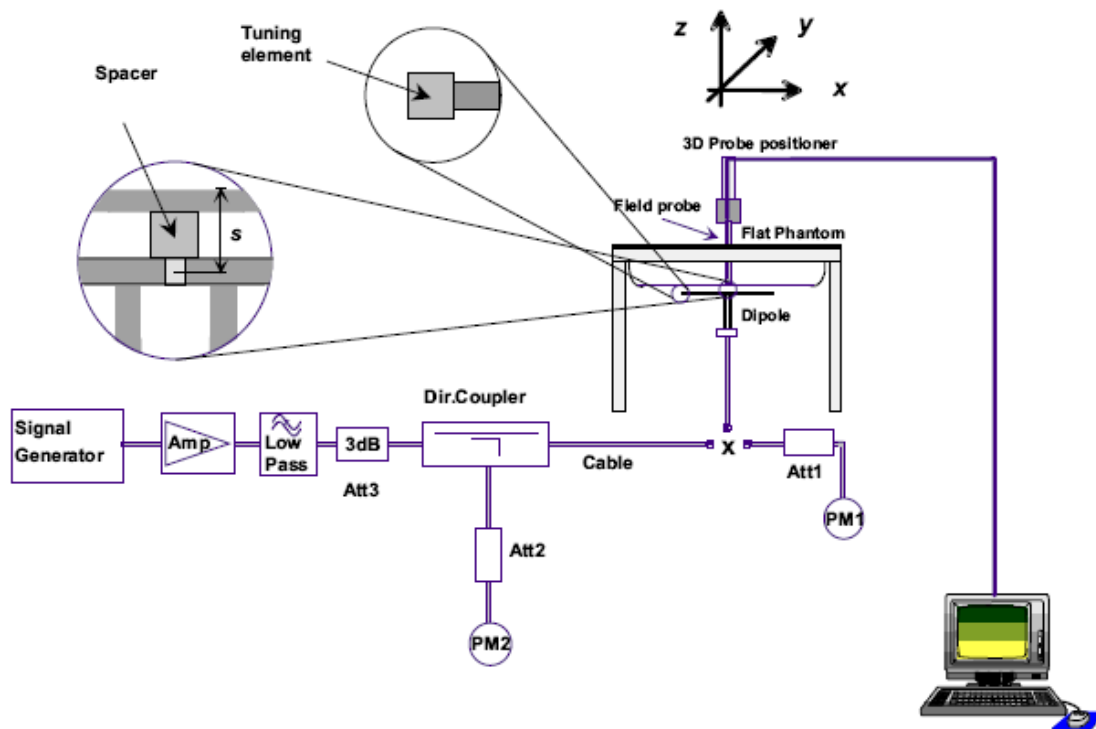 Tuning
element
Spacer
s
z
y
x
3D Probe positioner
Field probe
Flat Phantom
Dipole
Dir.Coupler
Signal
Generator
Amp
Low
Pass
3dB
Att3
Cable
X
Att1
PM1
Att2
PM2